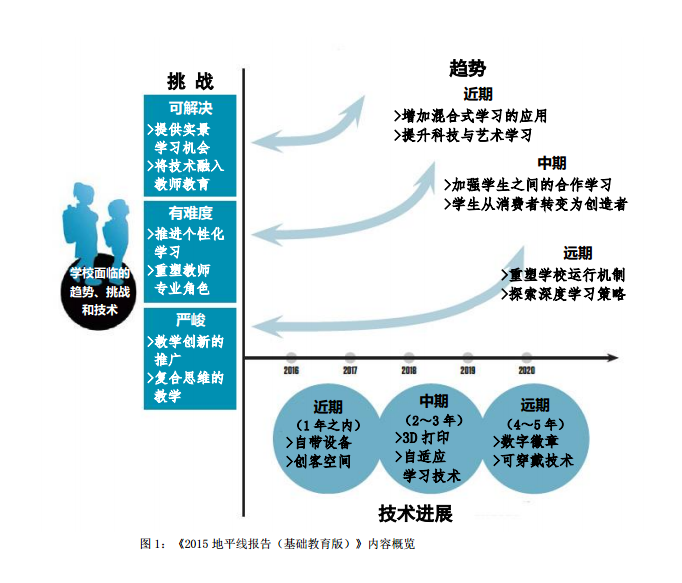 挑 战
可解决
>提供实景
学习机会
>将技术融入
教师教育
有难度
>推进个性化
学习
>重塑教师
专业角色
严峻
>教学创新的
推广
>复合思维的
教学
学校面临的
趋势、挑战
和技术
趋势
近期
>增加混合式学习的应用
>提升科技与艺术学习
中期
>加强学生之间的合作学习
>学生从消费者转变为创造者
远期
>重塑学校运行机制
>探索深度学习策略
2016 2017 2018 2019 2020
近期
（1 年之内）
>自带设备
>创客空间
中期
（2～3 年）
>3D 打印
>自适应
学习技术
远期
（4～5 年）
>数字徽章
>可穿戴技术
技术进展
图 1：《2015 地平线报告（基础教育版）》内容概览